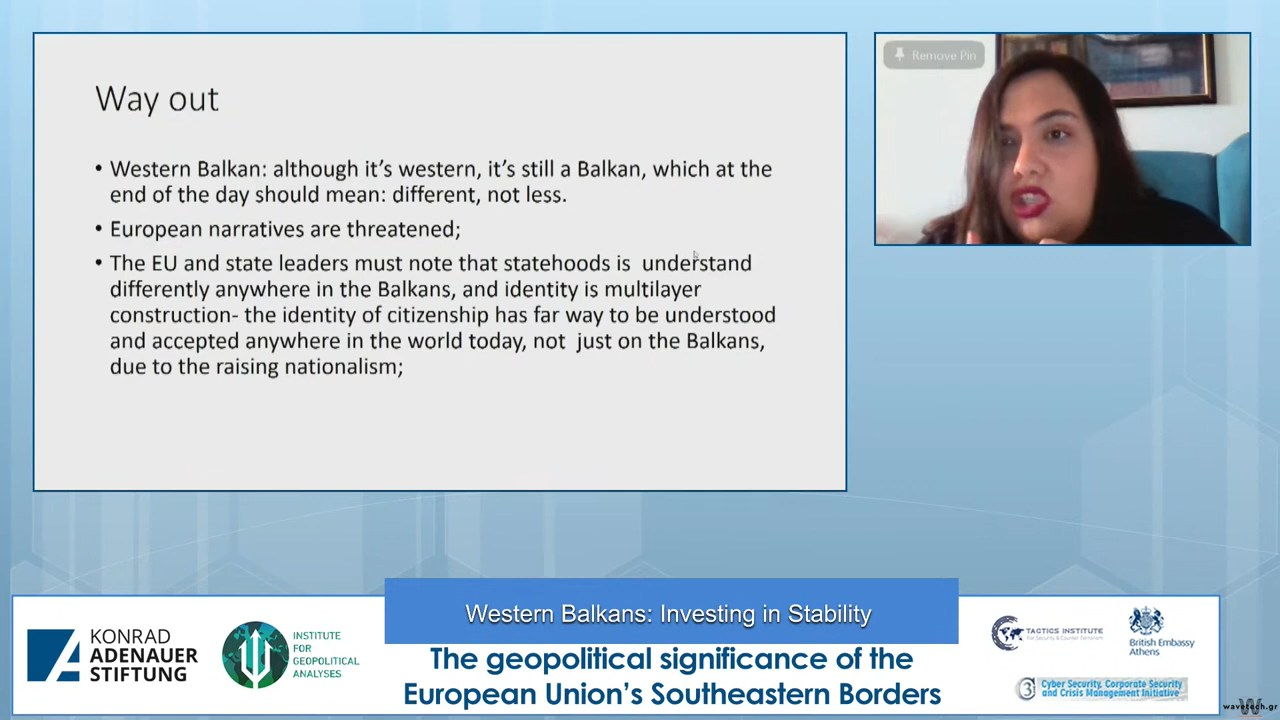 Way out
• Western Balkan: although it’s western, it’s still a Balkan, which at the
end of the day should mean: different, not less.
• European narratives are threatened;
• The EU and state leaders must note that statehoods is understand
differently anywhere in the Balkans, and identity is multilayer
construction- the identity of citizenship has far way to be understood
and accepted anywhere in the world today, not just on the Balkans,
due to the raising nationalism;
Remove Pin
Western Balkans: Investing in Stability
The geopolitical significance of the
European Union’s Southeastern Borders
KONRAD
ADENAUER
STIFTUNG
INSTITUTE
FOR
GEOPOLITICAL
ANALYSES
TACTICS INSTITUTE
For Security & Counter Terrorism
British Embassy
Athens
Cyber Security, Corporate Security
and Crisis Management Initiative
wavetech.gr